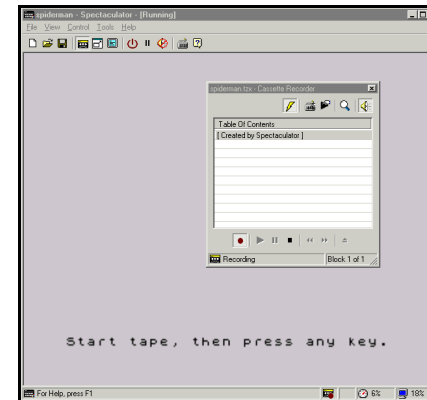 spiderman - Spectaculator - [Running]
File View Control Tools Help
spiderman.tzx - Cassette Recorder
Table Of Contents
[ Created by Spectaculator ]
Recording Block 1 of 1
Start tape, then press any key.
For Help, press F1 6% 18%